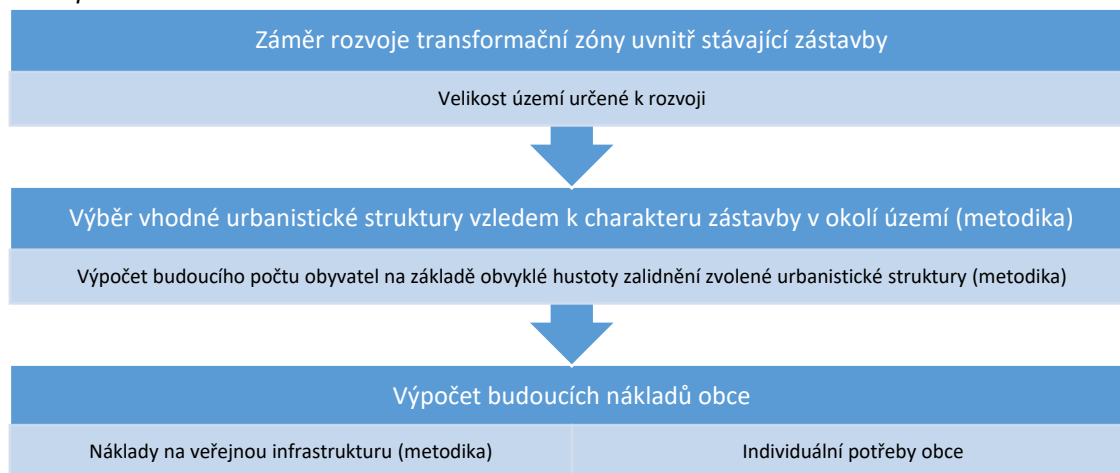 Záměr rozvoje transformační zóny uvnitř stávající zástavby
Velikost území určené k rozvoji
Výběr vhodné urbanistické struktury vzledem k charakteru zástavby v okolí území (metodika)
Výpočet budoucího počtu obyvatel na základě obvyklé hustoty zalidnění zvolené urbanistické struktury (metodika)
Výpočet budoucích nákladů obce
Náklady na veřejnou infrastrukturu (metodika)
Individuální potřeby obce